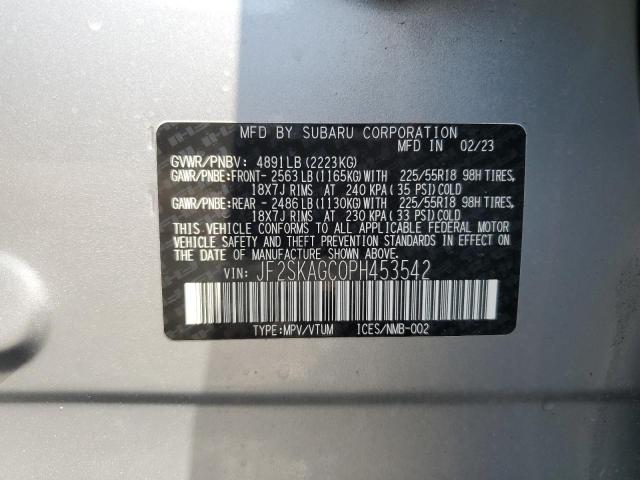 MFD BY SUBARU CORPORATION
MFD IN 02/23
GVWR/PNBV: 4891LB(2223KG)
GAWR/PNBE:FRONT- 2563LB(1165KG)WITH 225/55R18 98H TIRES,
18X7J RIMS AT 240 KPA(35 PSI)COLD
GAWR/PNBE:REAR - 2486LB(1130KG)WITH 225/55R18 98H TIRES,
18X7J RIMS AT 230 KPA(33 PSI)COLD
THIS VEHICLE CONFORMS TO ALL APPLICABLE FEDERAL MOTOR
VEHICLE SAFETY AND THEFT PREVENTION STANDARDS IN EFFECT
ON THE DATE OF MANUFACTURE SHOWN ABOVE.
VIN: JF2SKAGC0PH453542
TYPE:MPV/VTUM ICES/NMB-002